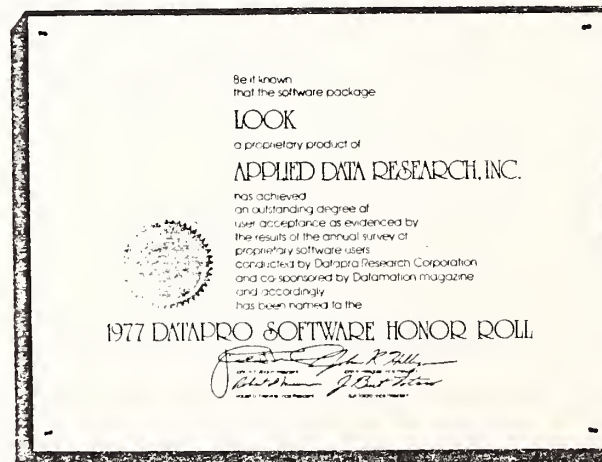 Be it known
that the software package
LOOK
a proprietary product of
APPLIED DATA RESEARCH, INC.
has achieved
an outstanding degree of
user acceptance as evidenced by
the results of the annual survey of
proprietary software users
conducted by Datapro Research Corporation
and co-sponsored by Datamation magazine
and accordingly
has been named to the
1977 DATAPRO SOFTWARE HONOR ROLL